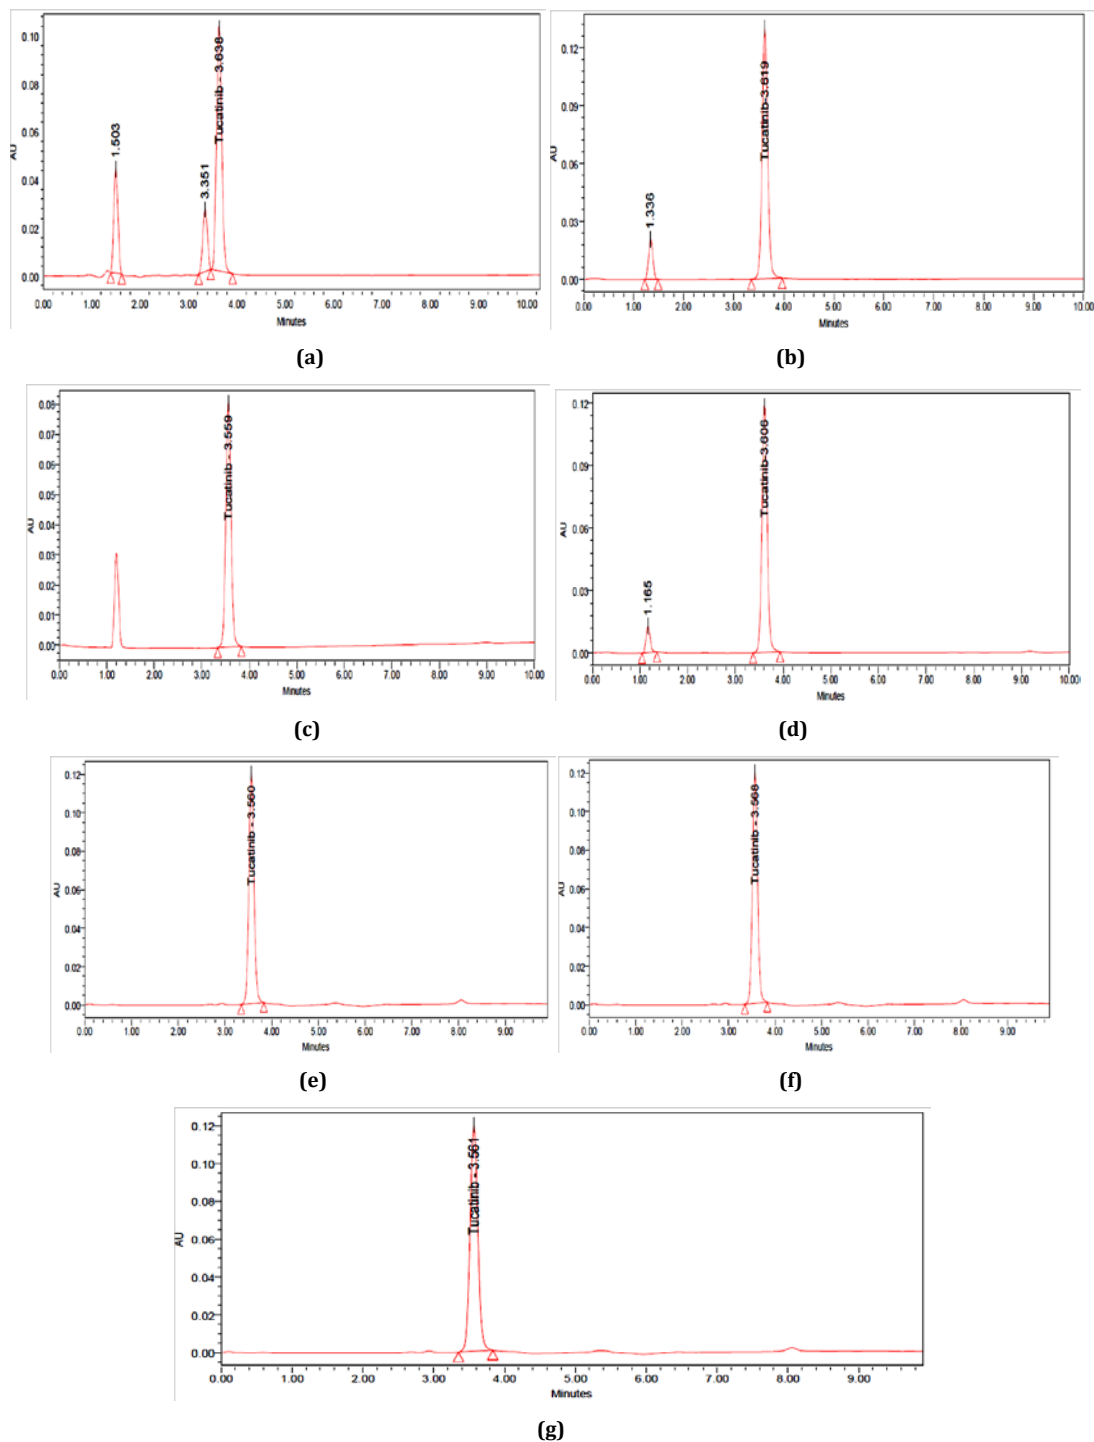 0.10
0.08
0.06
0.04
0.02
0.00
AU
1.503
3.351
Tucatinib - 3.638
0.00 1.00 2.00 3.00 4.00 5.00 6.00 7.00 8.00 9.00 10.00
Minutes
(a)
0.12
0.09
0.06
0.03
0.00
AU
1.336
Tucatinib-3.619
0.00 1.00 2.00 3.00 4.00 5.00 6.00 7.00 8.00 9.00 10.00
Minutes
(b)
0.08
0.07
0.06
0.05
0.04
0.03
0.02
0.01
0.00
AU
Tucatinib - 3.559
0.00 1.00 2.00 3.00 4.00 5.00 6.00 7.00 8.00 9.00 10.00
Minutes
(c)
0.12
0.09
0.06
0.03
0.00
AU
1.165
Tucatinib-3.606
0.00 1.00 2.00 3.00 4.00 5.00 6.00 7.00 8.00 9.00 10.00
Minutes
(d)
0.12
0.10
0.08
0.06
0.04
0.02
0.00
AU
Tucatinib - 3.560
0.00 1.00 2.00 3.00 4.00 5.00 6.00 7.00 8.00 9.00
Minutes
(e)
0.12
0.10
0.08
0.06
0.04
0.02
0.00
AU
Tucatinib - 3.568
0.00 1.00 2.00 3.00 4.00 5.00 6.00 7.00 8.00 9.00
Minutes
(f)
0.12
0.10
0.08
0.06
0.04
0.02
0.00
AU
Tucatinib - 3.561
0.00 1.00 2.00 3.00 4.00 5.00 6.00 7.00 8.00 9.00
Minutes
(g)